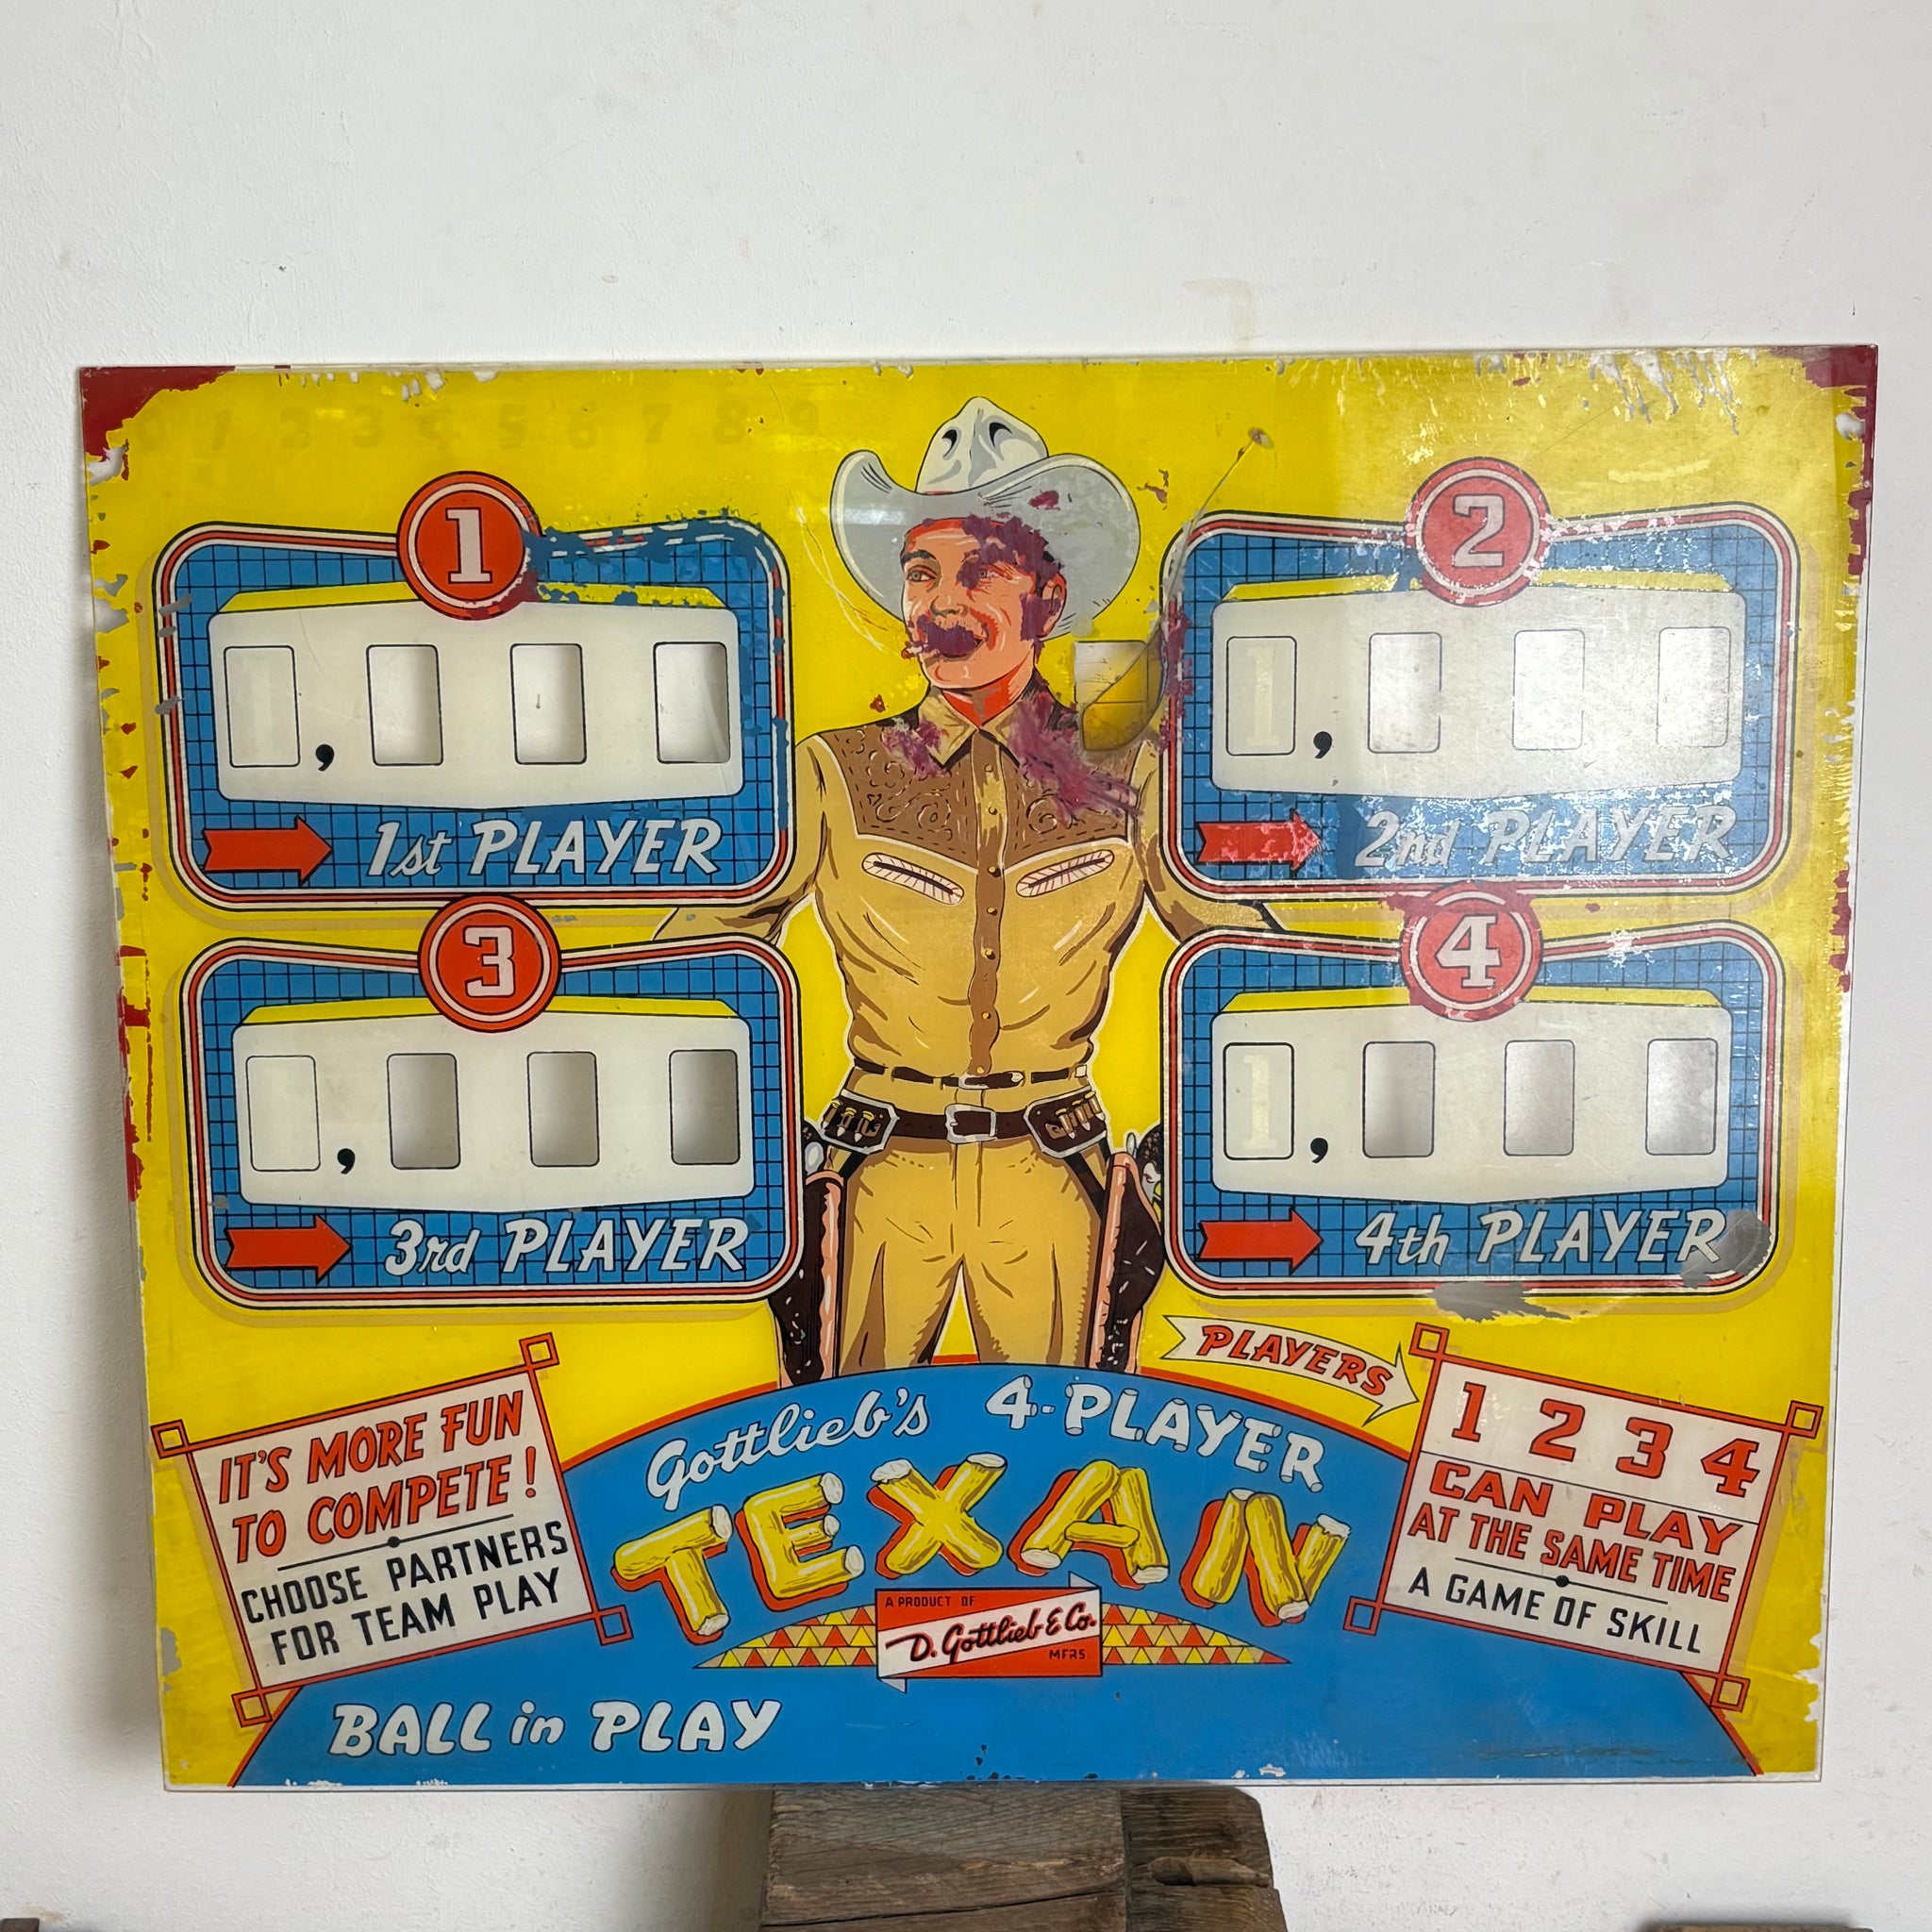 0 1 2 3 4 5 6 7 8 9
1
2
1 ,
1 ,
1st PLAYER
2nd PLAYER
3
4
,
1 ,
3rd PLAYER
4th PLAYER
PLAYERS
IT'S MORE FUN
TO COMPETE!
CHOOSE PARTNERS
FOR TEAM PLAY
Gottlieb's 4-PLAYER
TEXAN
A PRODUCT OF
D. Gottlieb & Co.
MFRS
1 2 3 4
CAN PLAY
AT THE SAME TIME
A GAME OF SKILL
BALL in PLAY